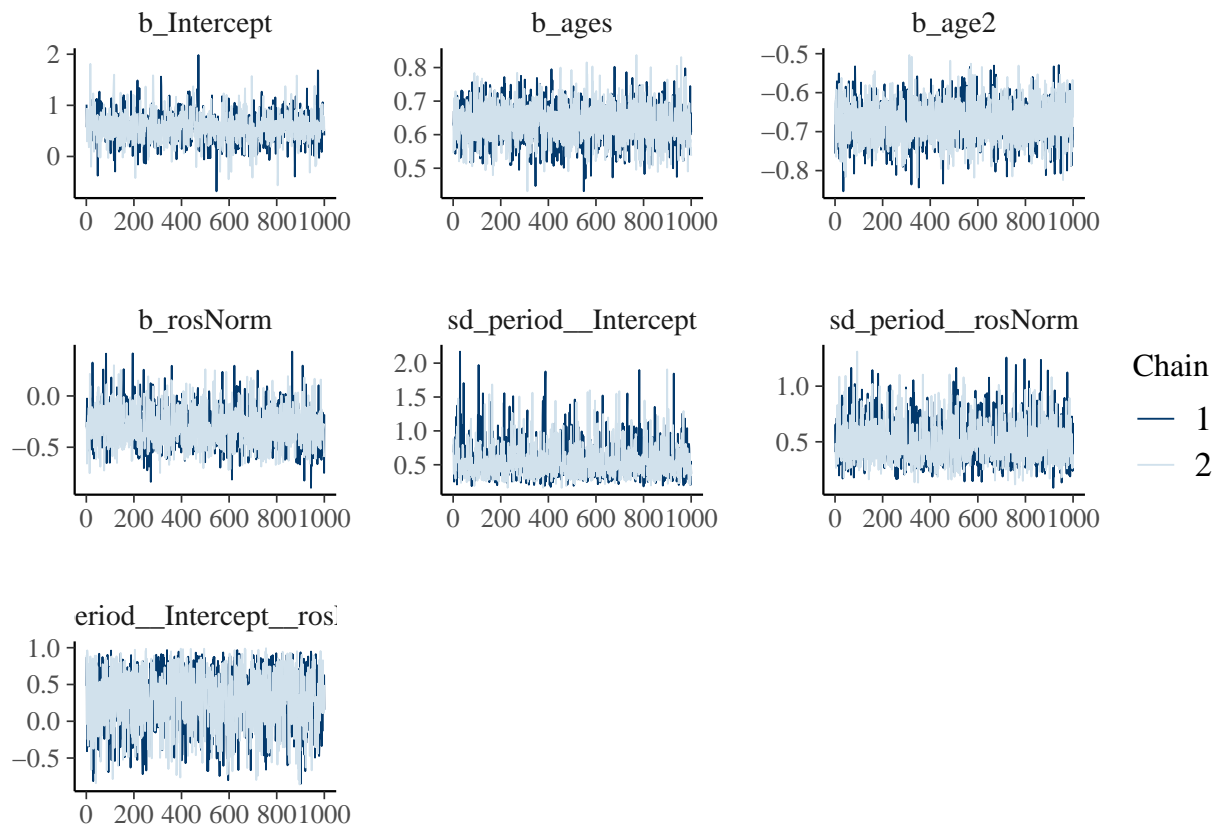 b_Intercept b_ages b_age2
2 1 0
0 200 400 600 8001000
0.8 0.7 0.6 0.5
0 200 400 600 8001000
−0.5 −0.6 −0.7 −0.8
0 200 400 600 8001000
b_rosNorm sd_period__Intercept sd_period__rosNorm
0.0 −0.5
0 200 400 600 8001000
2.0 1.5 1.0 0.5
0 200 400 600 8001000
1.0 0.5
0 200 400 600 8001000
Chain
1
2
eriod__Intercept__ros
1.0 0.5 0.0 −0.5
0 200 400 600 8001000